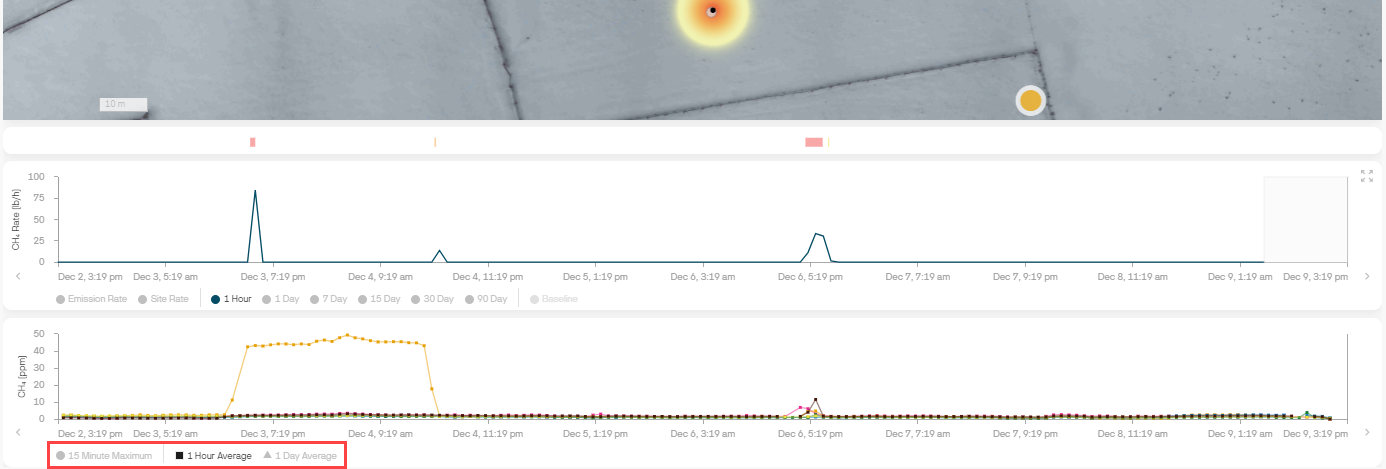 10 m
CH₄ Rate [lb/h]
100
75
50
25
0
Dec 2, 3:19 pm Dec 3, 5:19 am Dec 3, 7:19 pm Dec 4, 9:19 am Dec 4, 11:19 pm Dec 5, 1:19 pm Dec 6, 3:19 am Dec 6, 5:19 pm Dec 7, 7:19 am Dec 7, 9:19 pm Dec 8, 11:19 am Dec 9, 1:19 am Dec 9, 3:19 pm
Emission Rate Site Rate 1 Hour 1 Day 7 Day 15 Day 30 Day 90 Day Baseline
CH₄ [ppm]
50
40
30
20
10
0
Dec 2, 3:19 pm Dec 3, 5:19 am Dec 3, 7:19 pm Dec 4, 9:19 am Dec 4, 11:19 pm Dec 5, 1:19 pm Dec 6, 3:19 am Dec 6, 5:19 pm Dec 7, 7:19 am Dec 7, 9:19 pm Dec 8, 11:19 am Dec 9, 1:19 am Dec 9, 3:19 pm
15 Minute Maximum 1 Hour Average 1 Day Average